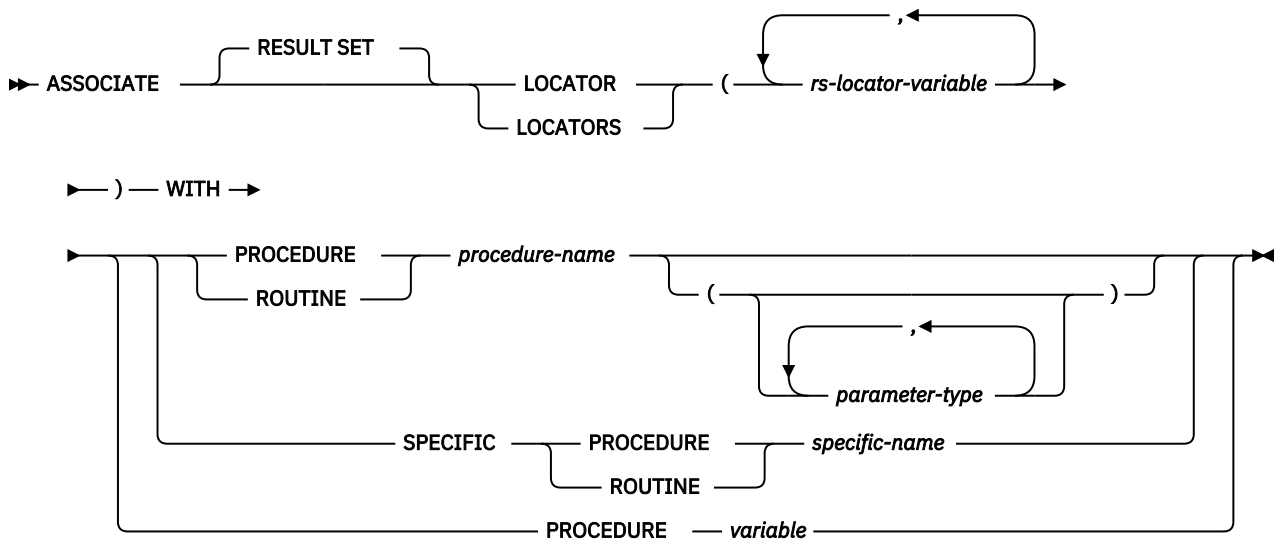 ,
RESULT SET
ASSOCIATE LOCATOR ( rs-locator-variable
LOCATORS
) WITH
PROCEDURE procedure-name
ROUTINE ( )
,
parameter-type
SPECIFIC PROCEDURE specific-name
ROUTINE
PROCEDURE variable